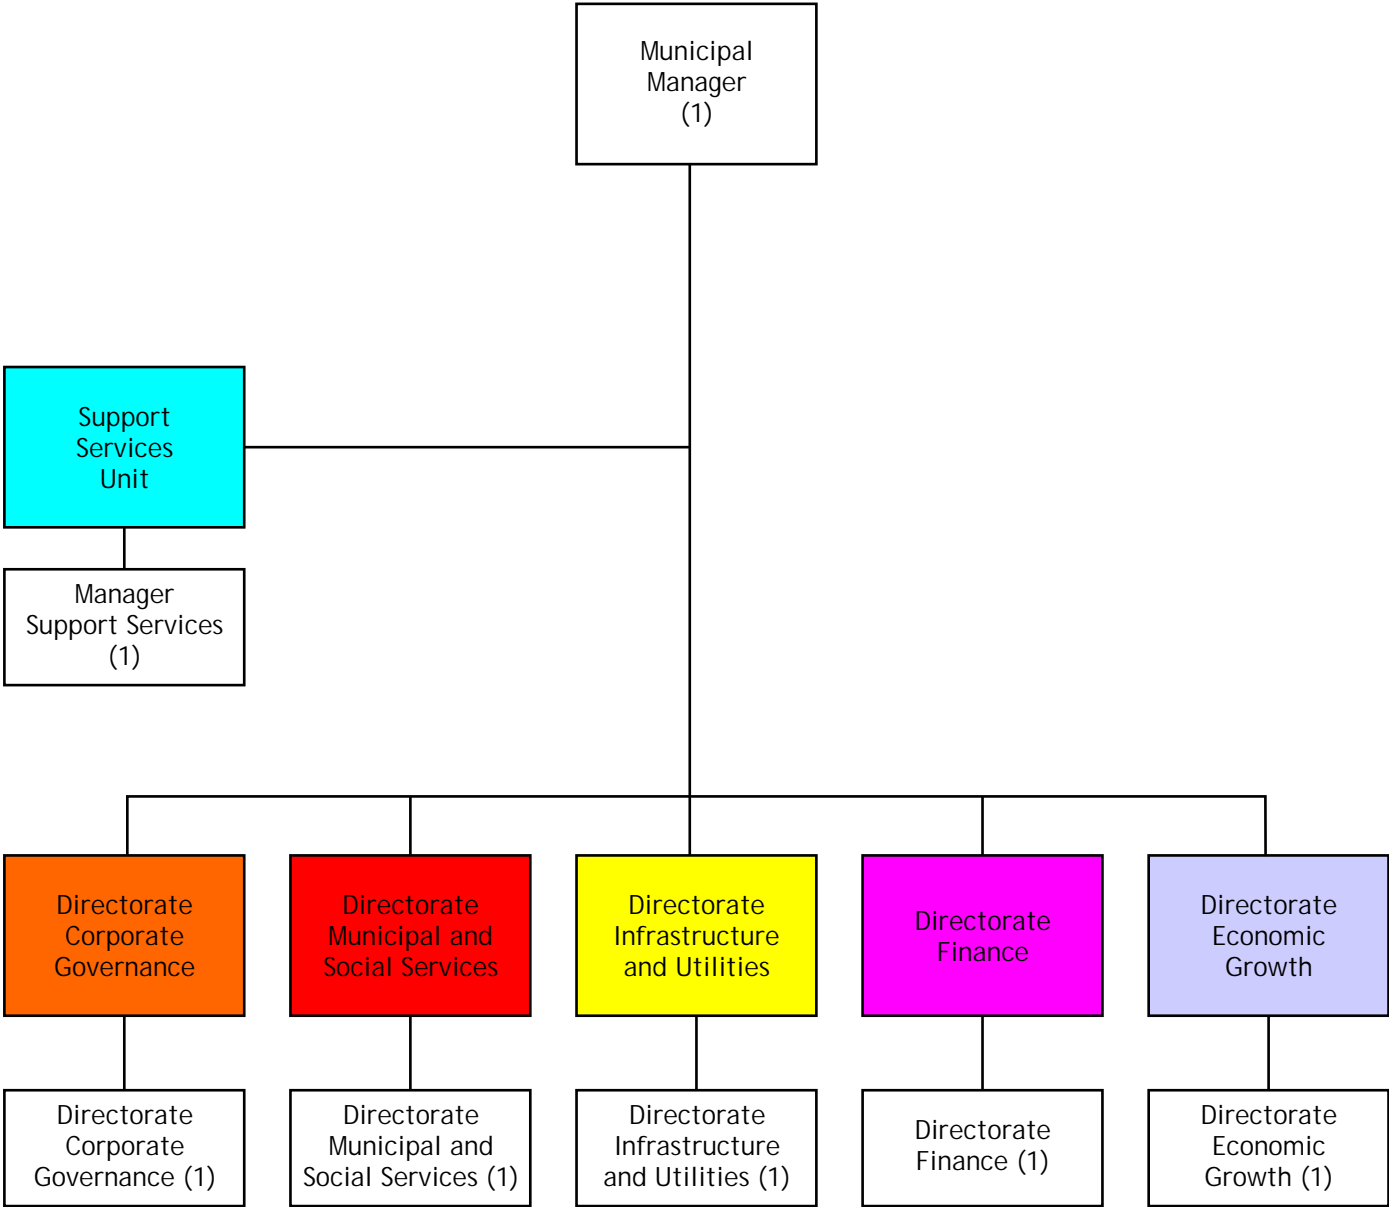 Municipal
Manager
(1)
Support
Services
Unit
Manager
Support Services
(1)
Directorate
Corporate
Governance
Directorate
Municipal and
Social Services
Directorate
Infrastructure
and Utilities
Directorate
Finance
Directorate
Economic
Growth
Directorate
Corporate
Governance (1)
Directorate
Municipal and
Social Services (1)
Directorate
Infrastructure
and Utilities (1)
Directorate
Finance (1)
Directorate
Economic
Growth (1)